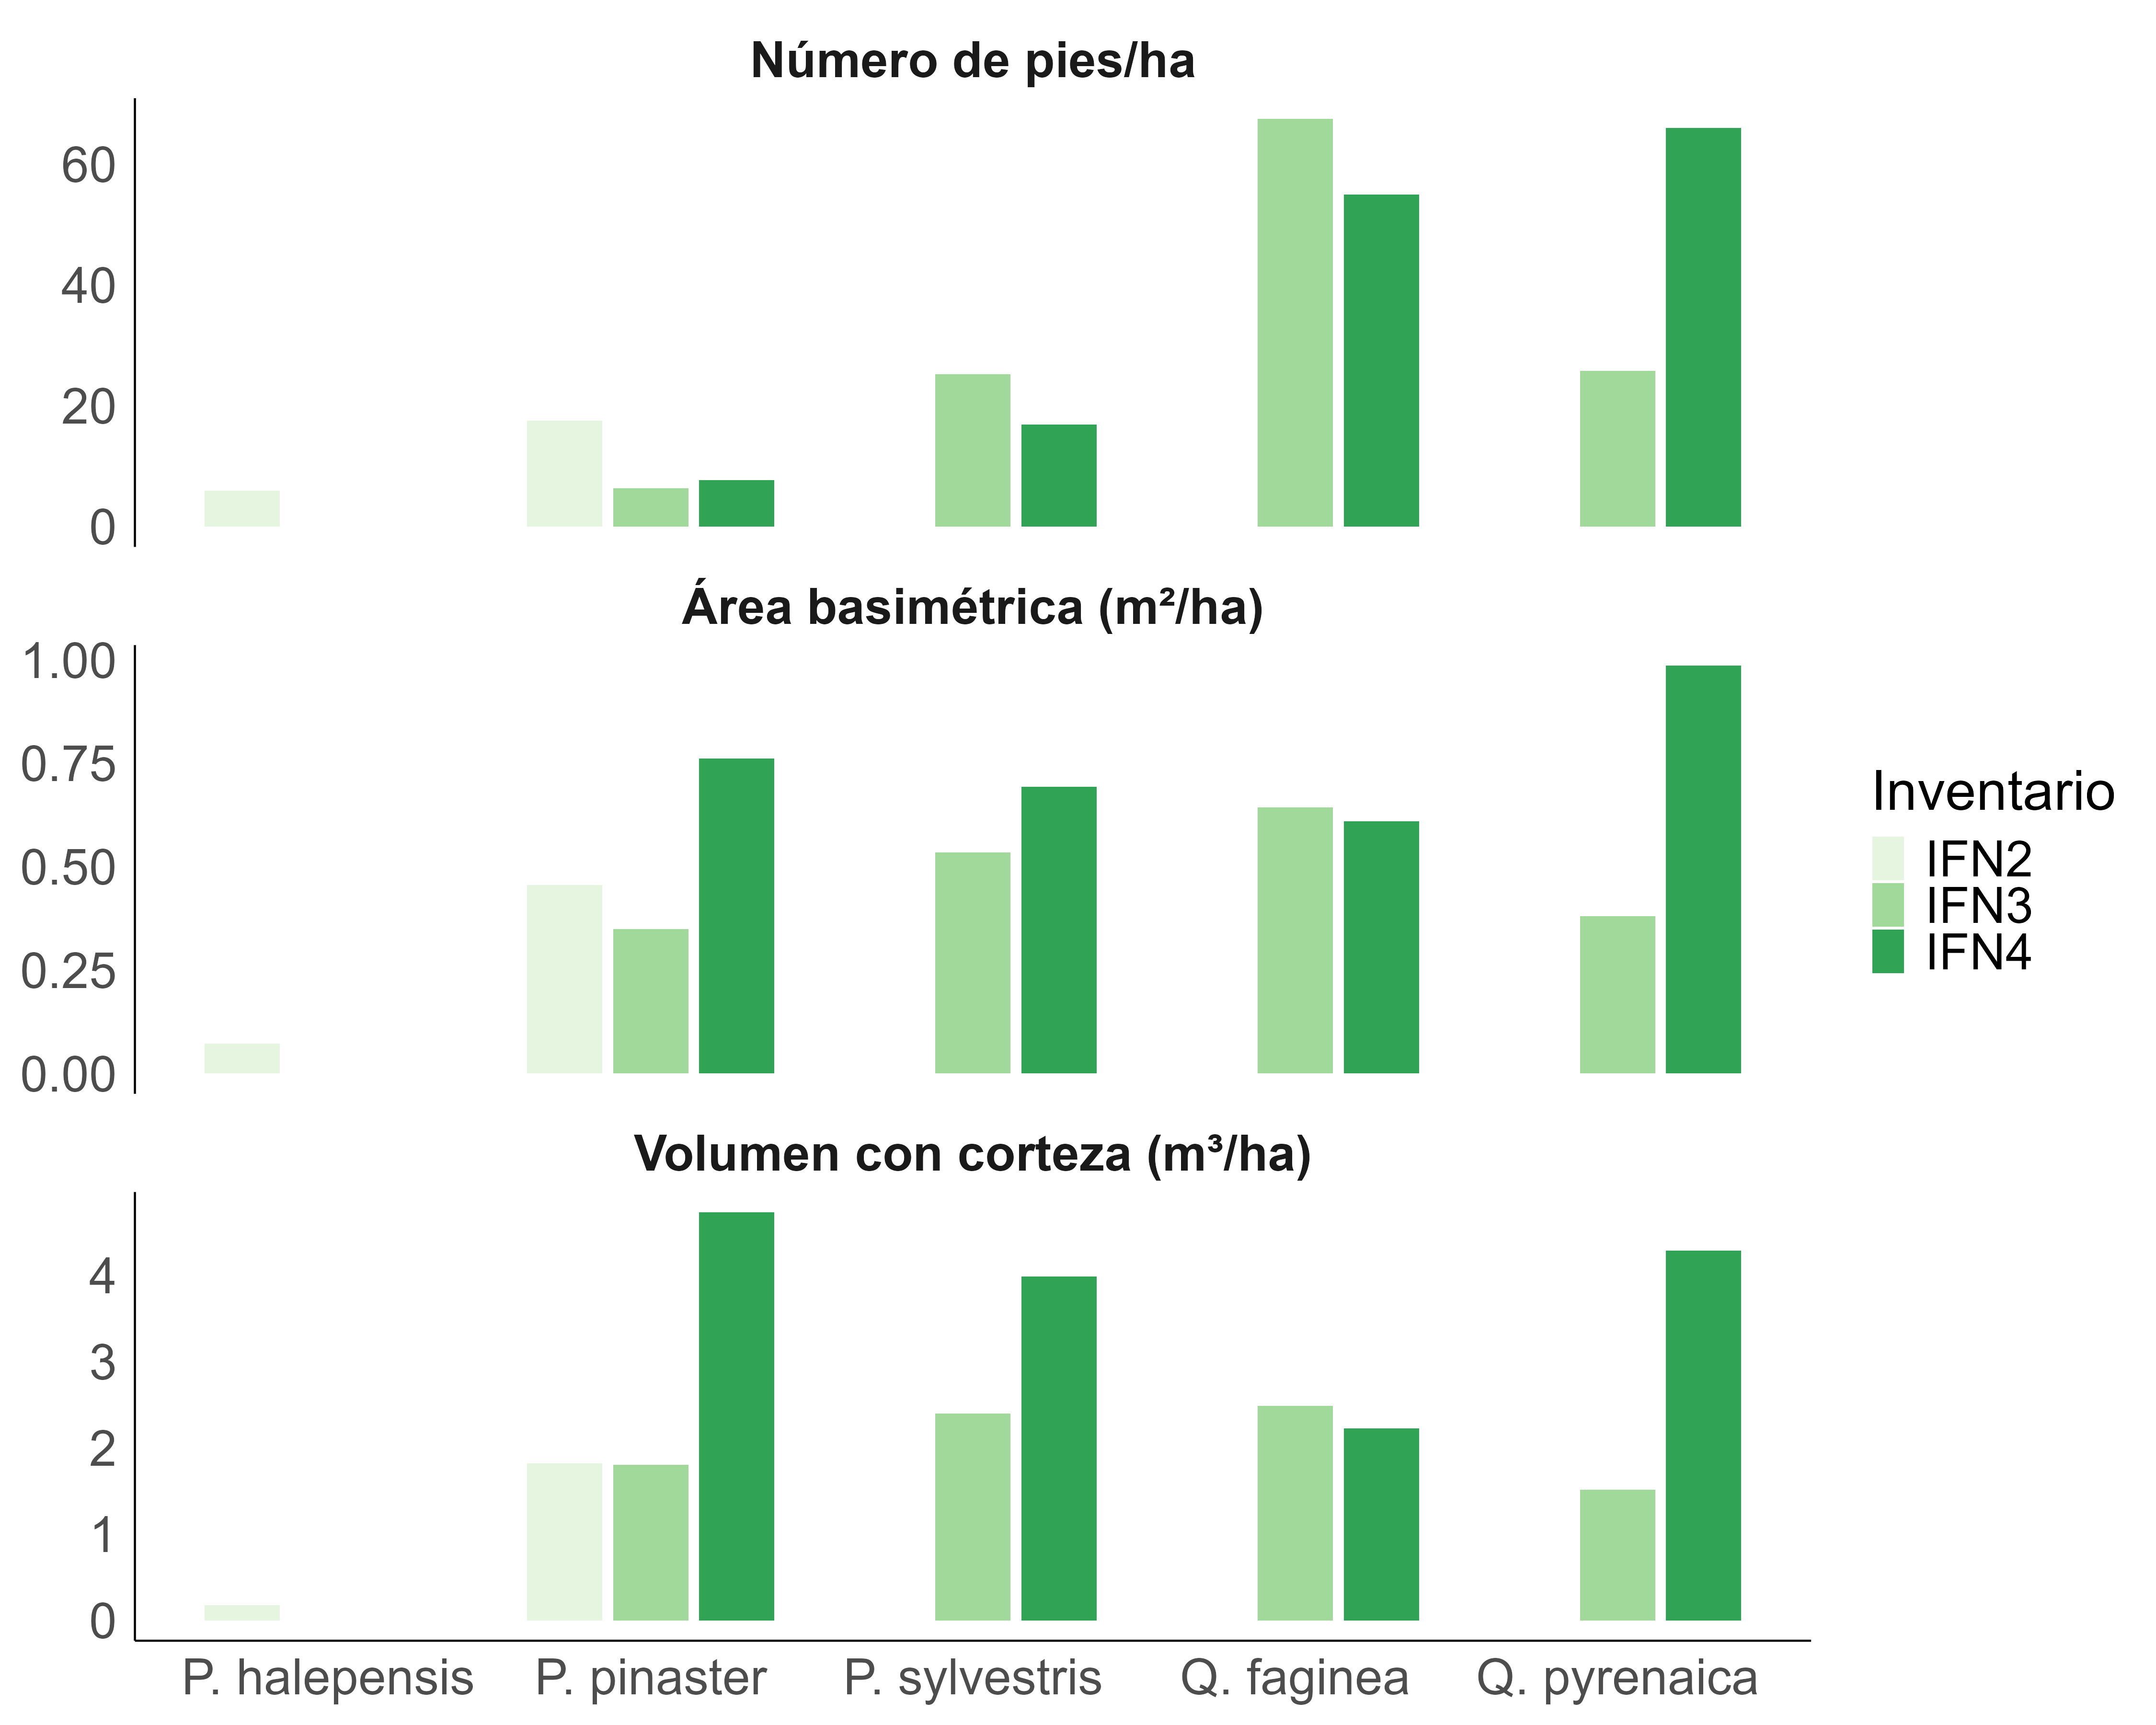 Número de pies/ha
60
40
20
0
Área basimétrica (m²/ha)
1.00
0.75
0.50
0.25
0.00
Volumen con corteza (m³/ha)
4
3
2
1
0
P. halepensis P. pinaster P. sylvestris Q. faginea Q. pyrenaica
Inventario
IFN2
IFN3
IFN4